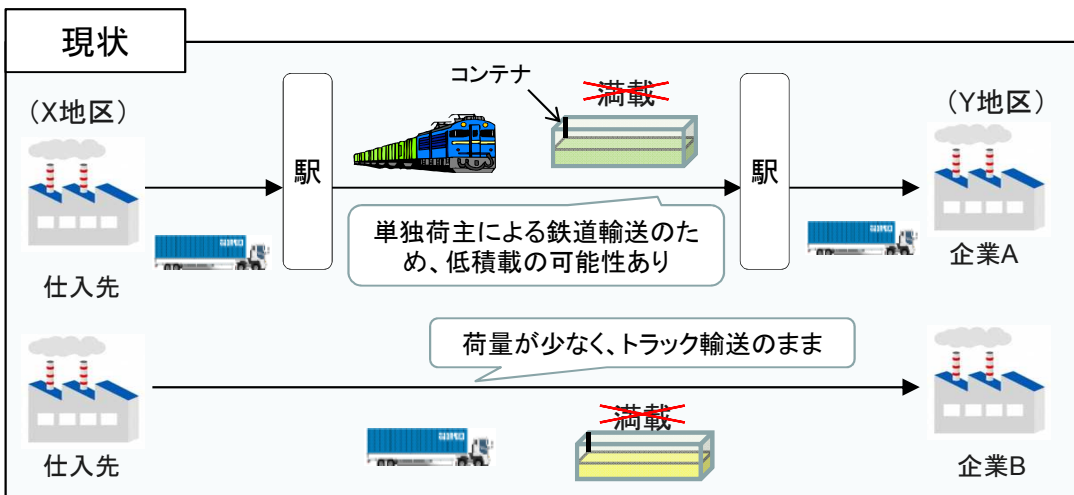 現状
コンテナ
満載
(X地区)
(Y地区)
駅
駅
単独荷主による鉄道輸送のた
め、低積載の可能性あり
仕入先
企業A
荷量が少なく、トラック輸送のまま
満載
仕入先
企業B